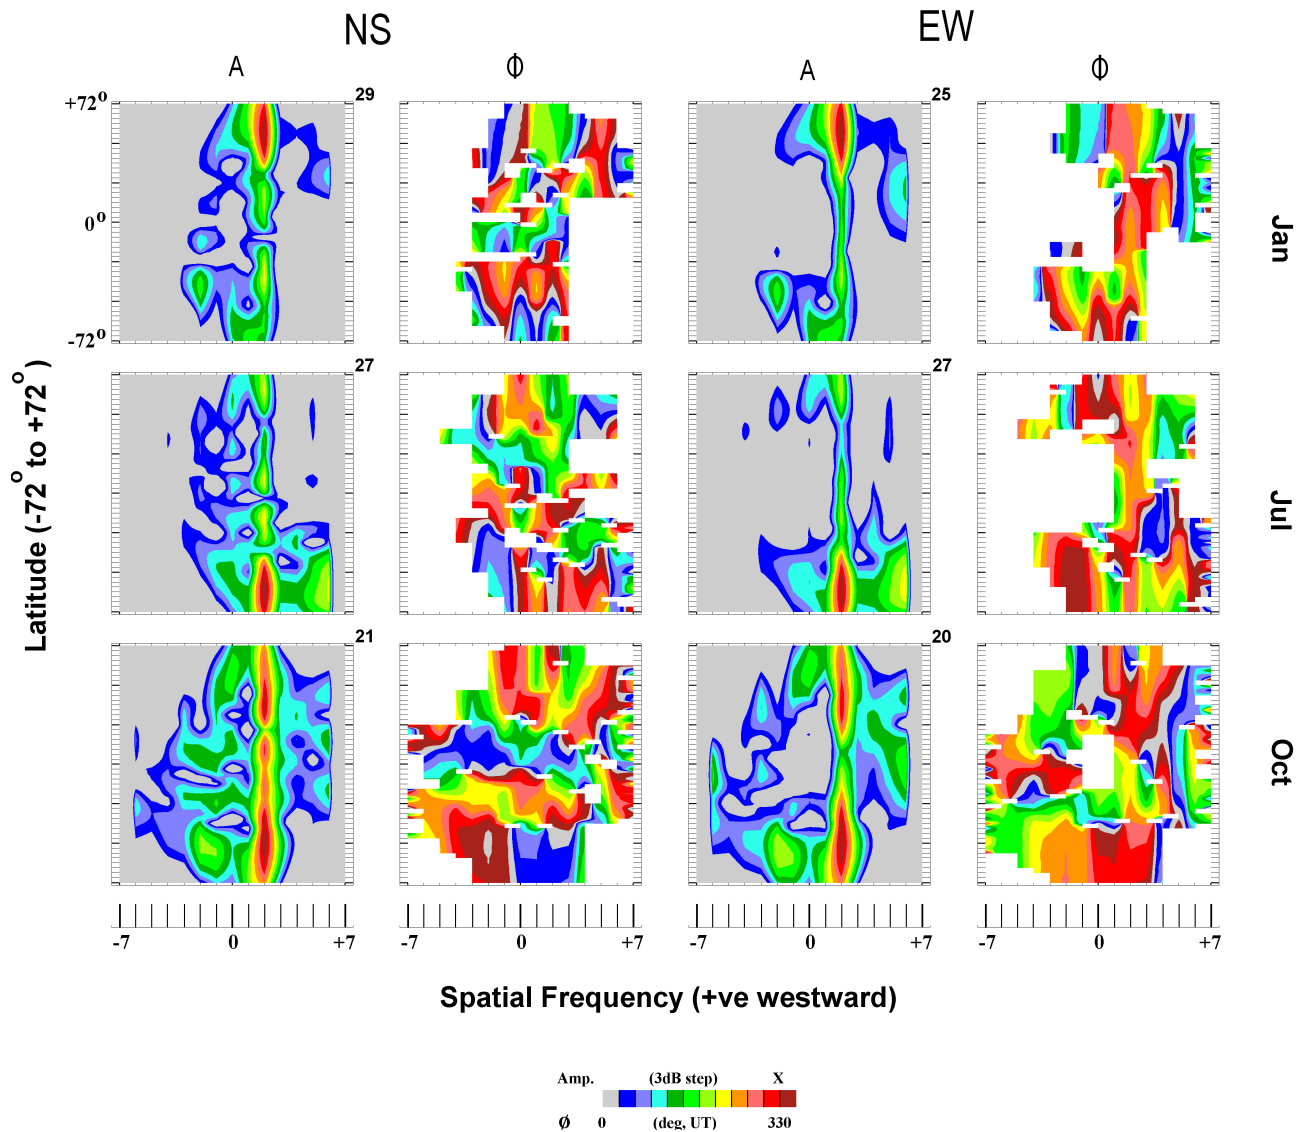 NS EW
A Φ A Φ
+72° 29 25
0°
-72°
Jan
27 27
Jul
Latitude (-72° to +72°)
21 20
Oct
-7 0 +7 -7 0 +7 -7 0 +7 -7 0 +7
Spatial Frequency (+ve westward)
Amp. (3dB step) X
ø 0 (deg, UT) 330